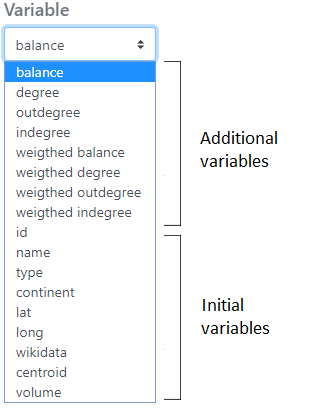 Variable
balance
balance
degree
outdegree
indegree
weigthed balance
weigthed degree
weigthed outdegree
weigthed indegree
id
name
type
continent
lat
long
wikidata
centroid
volume
Additional
variables
Initial
variables